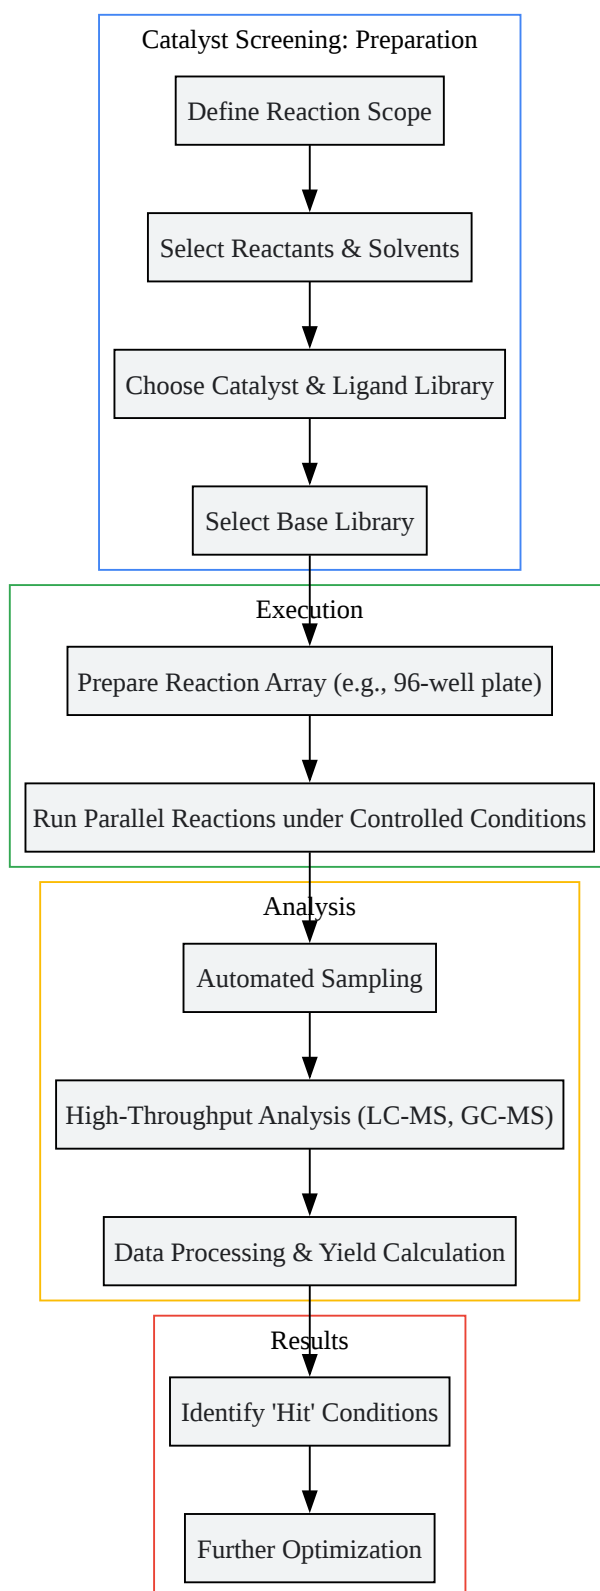 Catalyst Screening: Preparation
Define Reaction Scope
Select Reactants & Solvents
Choose Catalyst & Ligand Library
Select Base Library
Execution
Prepare Reaction Array (e.g., 96-well plate)
Run Parallel Reactions under Controlled Conditions
Analysis
Automated Sampling
High-Throughput Analysis (LC-MS, GC-MS)
Data Processing & Yield Calculation
Results
Identify 'Hit' Conditions
Further Optimization